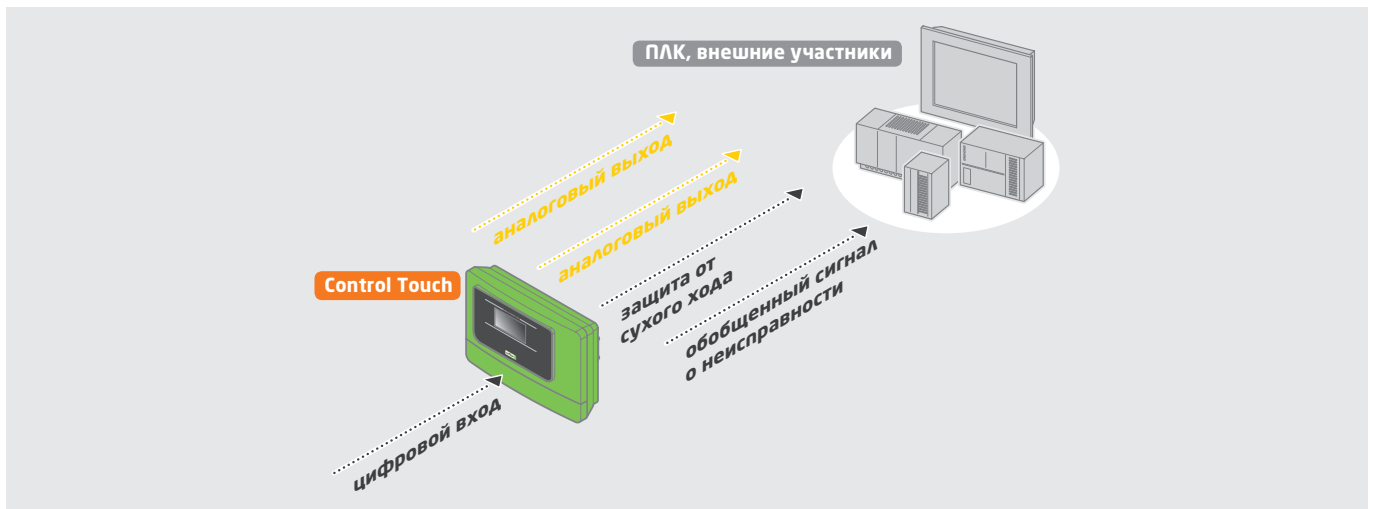 ПЛК, внешние участники
аналоговый выход
аналоговый выход
защита от
сухого хода
обобщенный сигнал
о неисправности
Control Touch
цифровой вход